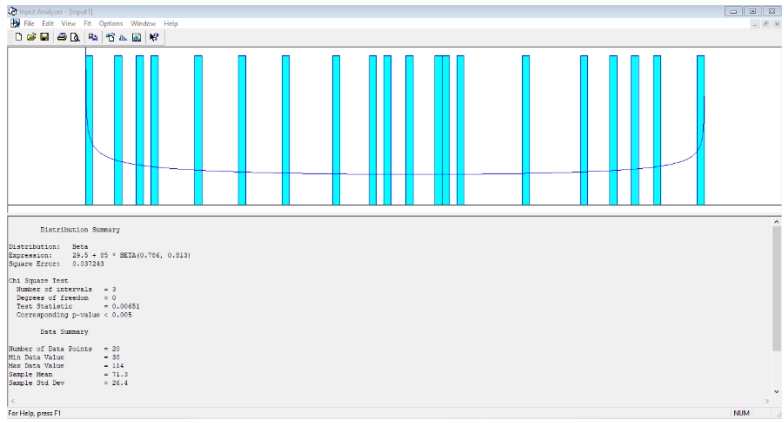 Input Analyzer - [Input1]
File Edit View Fit Options Window Help
Distribution Summary
Distribution: Beta
Expression: 29.5 + 85 * BETA(0.786, 0.813)
Square Error: 0.037243
Chi Square Test
Number of intervals = 3
Degrees of freedom = 0
Test Statistic = 0.00651
Corresponding p-value < 0.005
Data Summary
Number of Data Points = 20
Min Data Value = 30
Max Data Value = 114
Sample Mean = 71.3
Sample Std Dev = 26.4
For Help, press F1
NUM